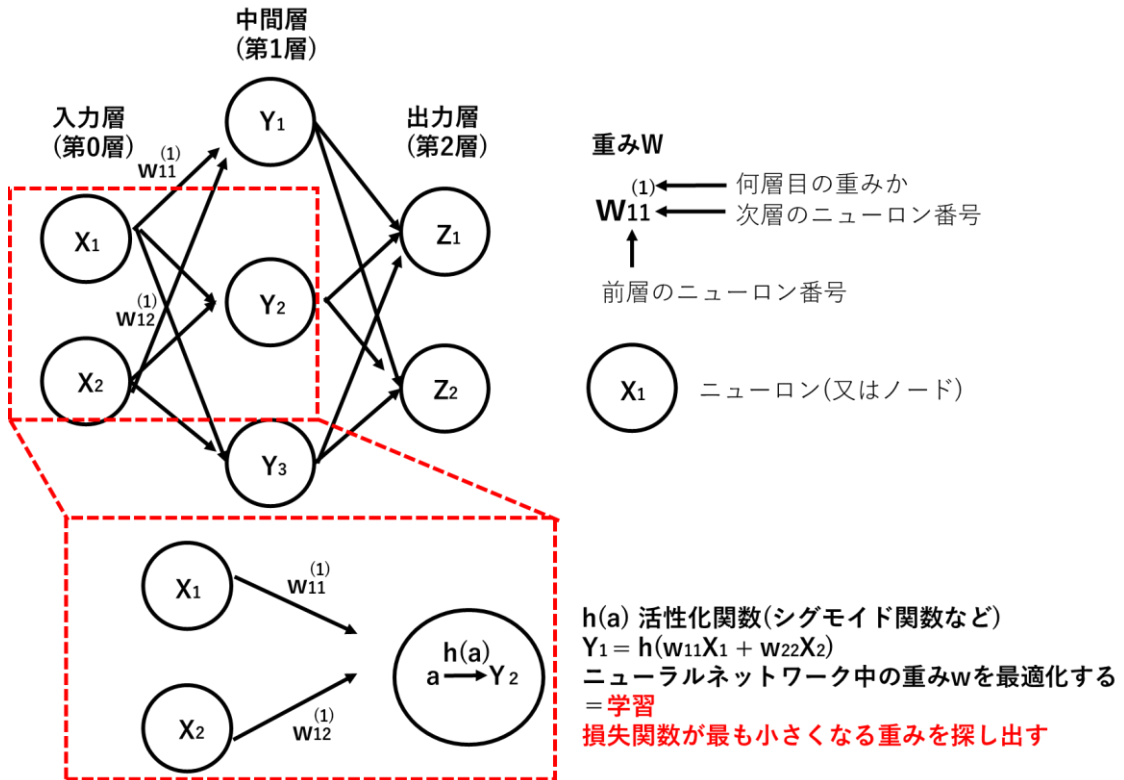 中間層
(第1層)
入力層
(第0層)
出力層
(第2層)
Y1
X1
X2
Y2
Y3
Z1
Z2
w11(1)
w12(1)
重みW
(1)
W11
何層目の重みか
次層のニューロン番号
前層のニューロン番号
X1
ニューロン(又はノード)
X1
X2
w11(1)
w12(1)
h(a)
a Y2
h(a) 活性化関数(シグモイド関数など)
Y1 = h(w11X1 + w22X2)
ニューラルネットワーク中の重みwを最適化する
=学習
損失関数が最も小さくなる重みを探し出す